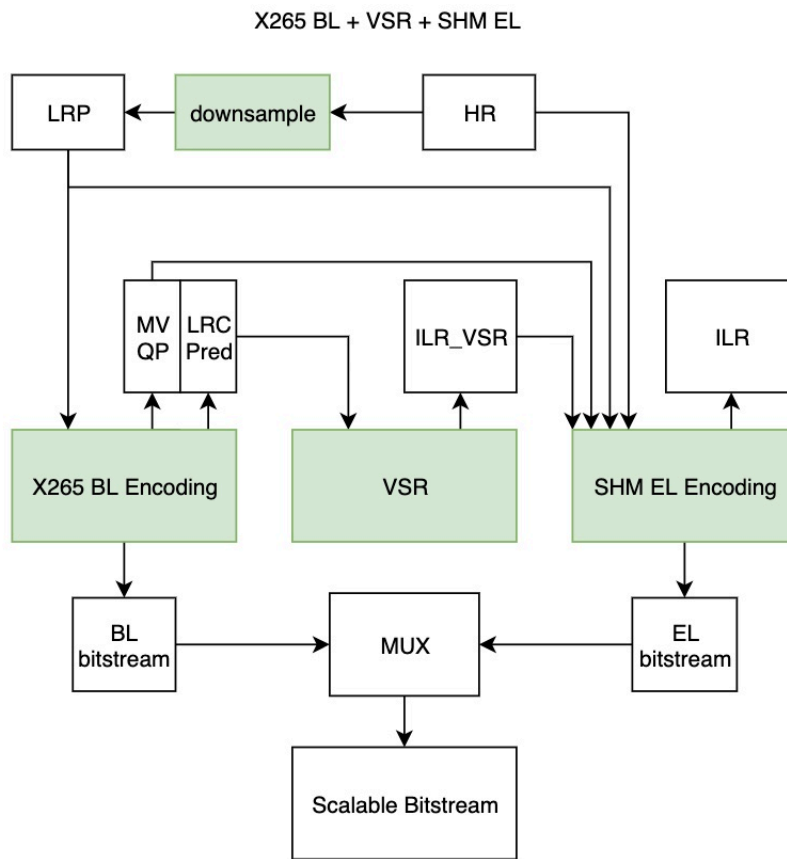 X265 BL + VSR + SHM EL
LRP
downsample
HR
MV
QP
LRC
Pred
ILR_VSR
ILR
X265 BL Encoding
VSR
SHM EL Encoding
BL
bitstream
MUX
EL
bitstream
Scalable Bitstream